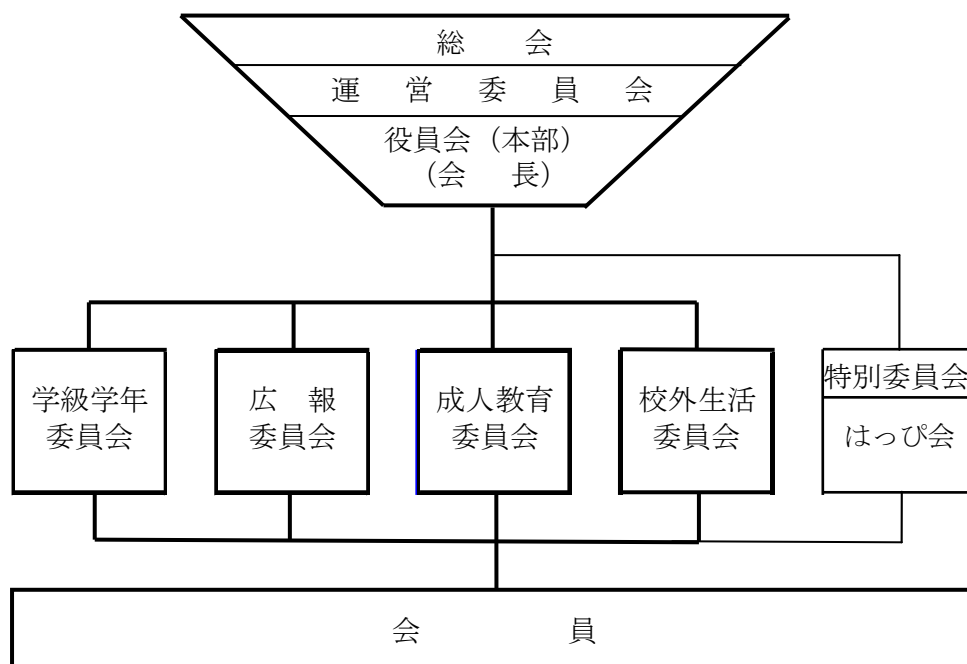 総　会
運　営　委　員　会
役員会（本部）
（会　長）
学級学年
委員会
広　報
委員会
成人教育
委員会
校外生活
委員会
特別委員会
はっぴ会
会　員